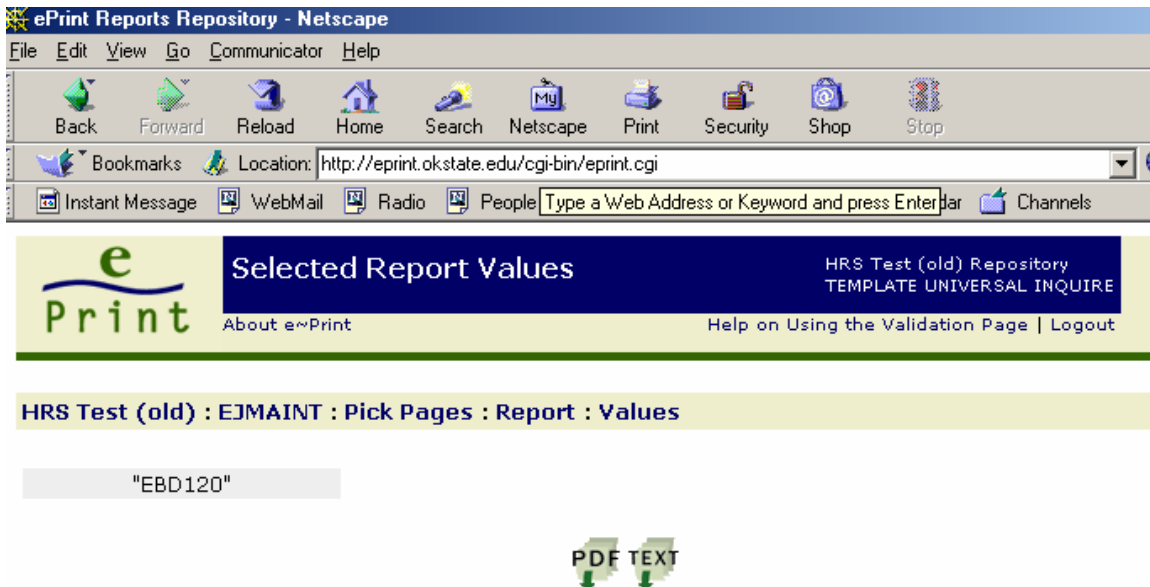 ePrint Reports Repository - Netscape
File Edit View Go Communicator Help
Back Forward Reload Home Search Netscape Print Security Shop Stop
My
Bookmarks Location: http://eprint.okstate.edu/cgi-bin/eprint.cgi
Instant Message WebMail Radio People Type a Web Address or Keyword and press Enter dar Channels
e
Print
Selected Report Values
HRS Test (old) Repository
TEMPLATE UNIVERSAL INQUIRE
About e~Print Help on Using the Validation Page | Logout
HRS Test (old) : EJMAINT : Pick Pages : Report : Values
"EBD120"
PDF TEXT